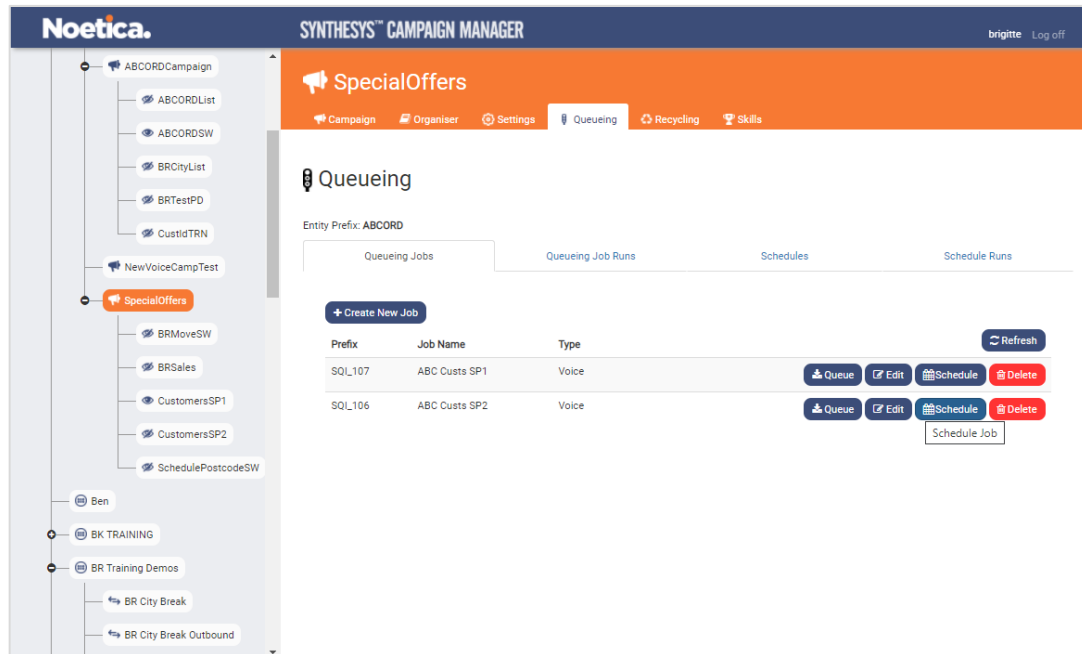 Noetica.
SYNTHESYS™ CAMPAIGN MANAGER
brigitte Log off
ABCORDCampaign
ABCORDList
ABCORDSW
BRCityList
BRTestPD
CustIdTRN
NewVoiceCampTest
SpecialOffers
BRMoveSW
BRSales
CustomersSP1
CustomersSP2
SchedulePostcodeSW
Ben
BK TRAINING
BR Training Demos
BR City Break
BR City Break Outbound
SpecialOffers
Campaign Organiser Settings Queueing Recycling Skills
Queueing
Entity Prefix: ABCORD
Queueing Jobs Queueing Job Runs Schedules Schedule Runs
+ Create New Job
Refresh
Prefix Job Name Type
SQI_107 ABC Custs SP1 Voice Queue Edit Schedule Delete
SQI_106 ABC Custs SP2 Voice Queue Edit Schedule Delete
Schedule Job